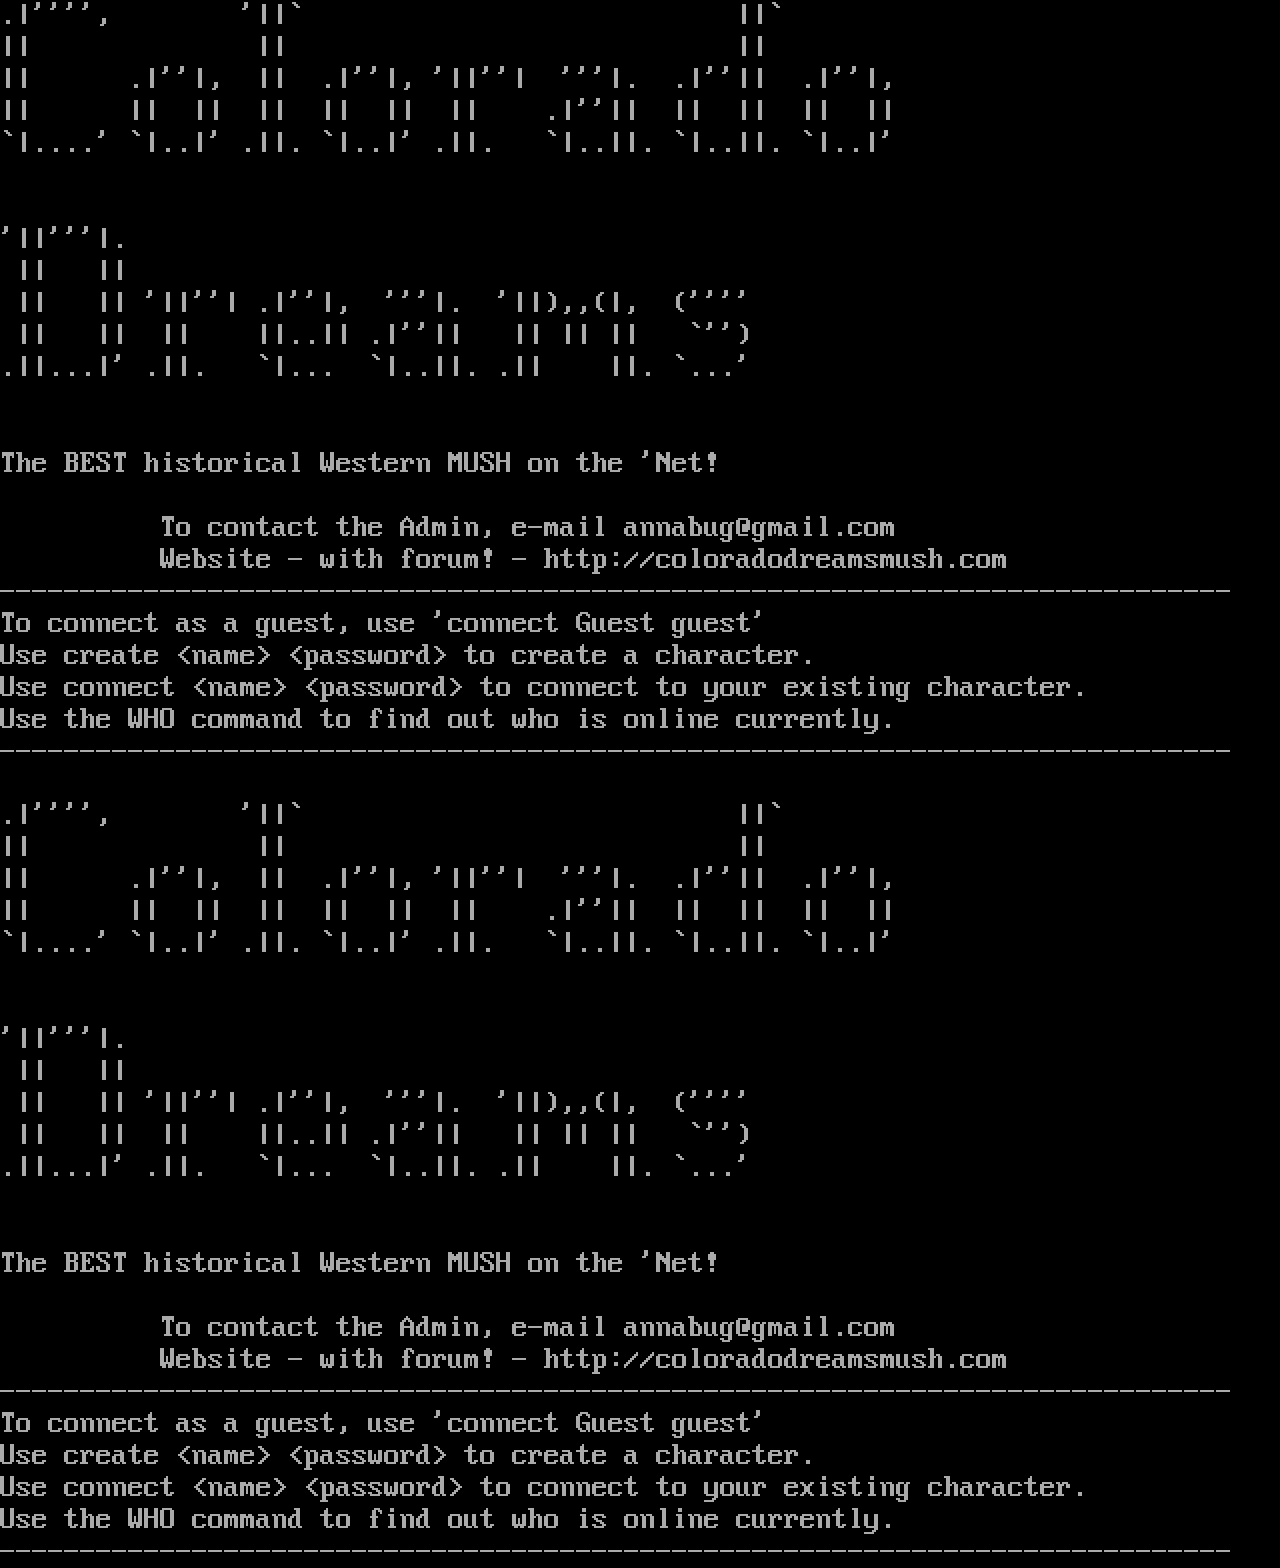 Colorado
Dreams
The BEST historical Western MUSH on the 'Net!
To contact the Admin, e-mail annabug@gmail.com
Website - with forum! - http://coloradodreamsmush.com
To connect as a guest, use 'connect Guest guest'
Use create <name> <password> to create a character.
Use connect <name> <password> to connect to your existing character.
Use the WHO command to find out who is online currently.
Colorado
Dreams
The BEST historical Western MUSH on the 'Net!
To contact the Admin, e-mail annabug@gmail.com
Website - with forum! - http://coloradodreamsmush.com
To connect as a guest, use 'connect Guest guest'
Use create <name> <password> to create a character.
Use connect <name> <password> to connect to your existing character.
Use the WHO command to find out who is online currently.